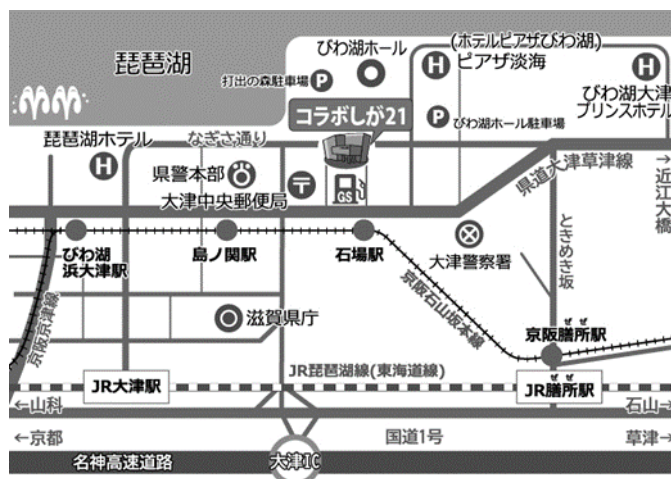 琵琶湖
びわ湖ホール
打出の森駐車場
P
(ホテルピアザびわ湖)
ピアザ淡海
H
H
びわ湖大津
プリンスホテル
コラボしが21
P
びわ湖ホール駐車場
琵琶湖ホテル
H
なぎさ通り
県警本部
大津中央郵便局
〒
GS
県道大津草津線
→近江大橋
びわ湖
浜大津駅
島ノ関駅
石場駅
大津警察署
ときめき坂
京阪京津線
滋賀県庁
京阪石山坂本線
ぜぜ
京阪膳所駅
JR琵琶湖線(東海道線)
JR大津駅
ぜぜ
JR膳所駅
←山科
石山→
←京都
国道1号
草津→
名神高速道路
大津IC